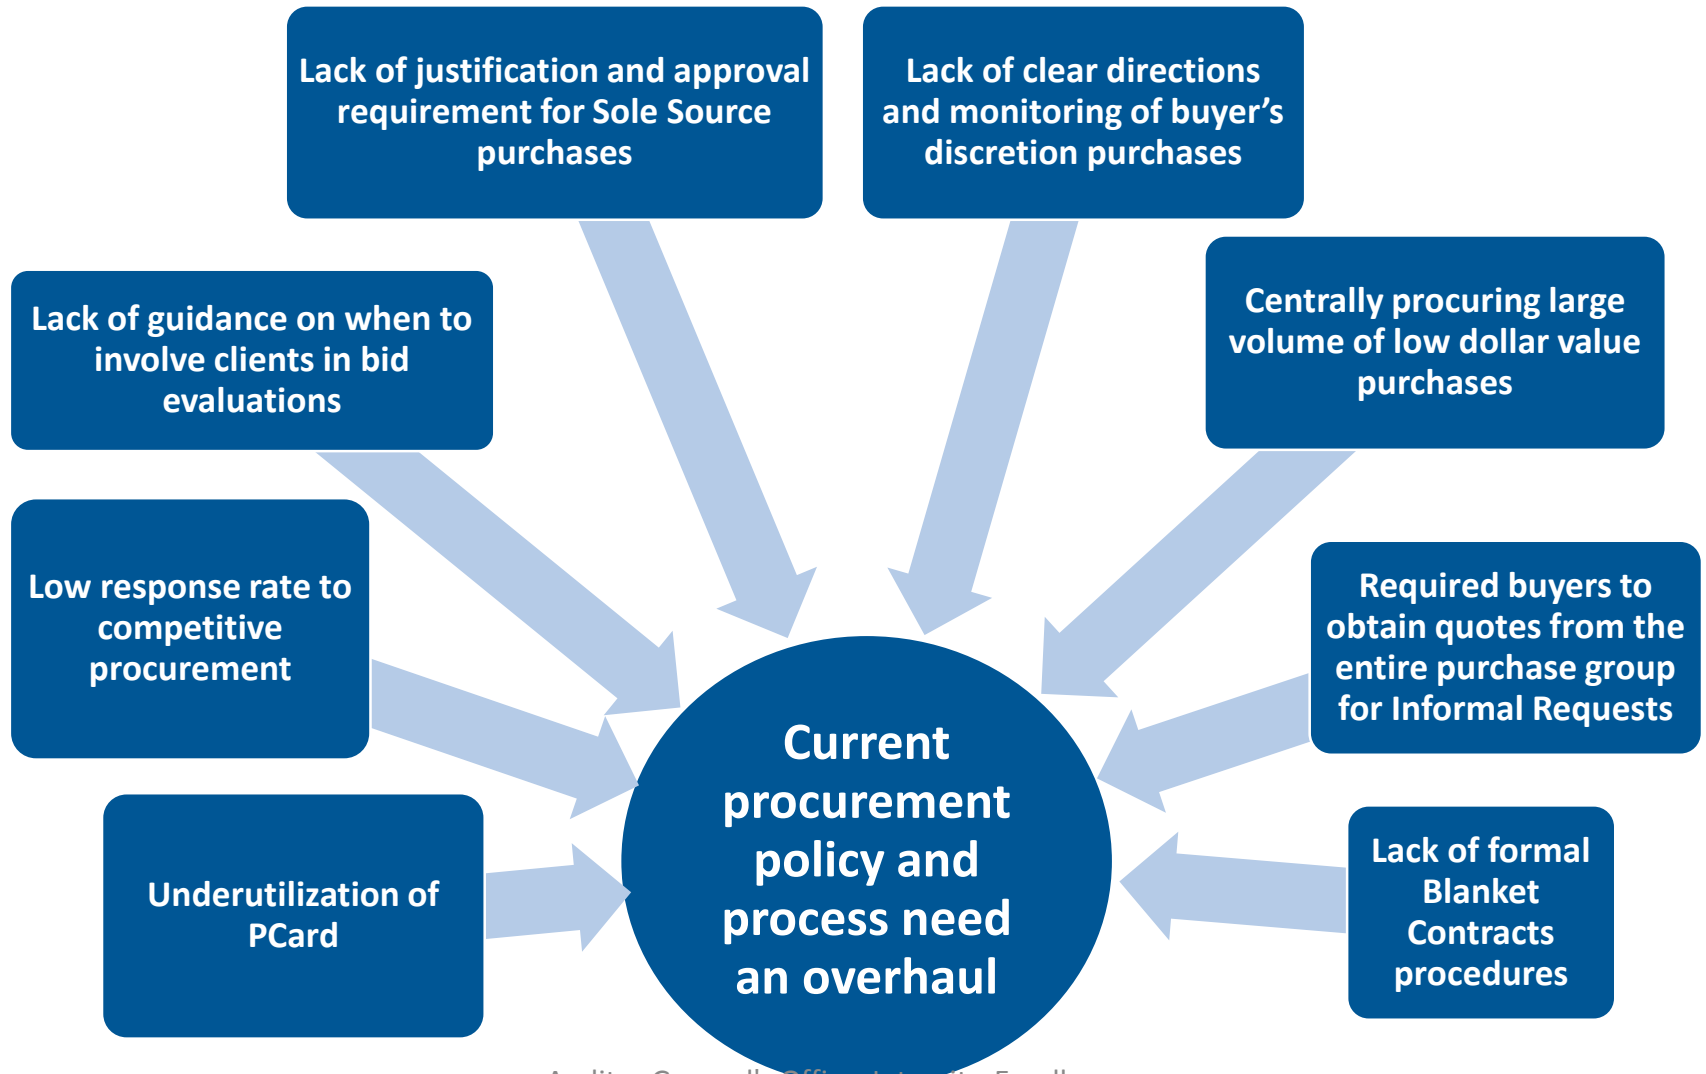 Lack of justification and approval
requirement for Sole Source
purchases
Lack of clear directions
and monitoring of buyer’s
discretion purchases
Lack of guidance on when to
involve clients in bid
evaluations
Centrally procuring large
volume of low dollar value
purchases
Low response rate to
competitive
procurement
Required buyers to
obtain quotes from the
entire purchase group
for Informal Requests
Underutilization of
PCard
Lack of formal
Blanket
Contracts
procedures
Current
procurement
policy and
process need
an overhaul